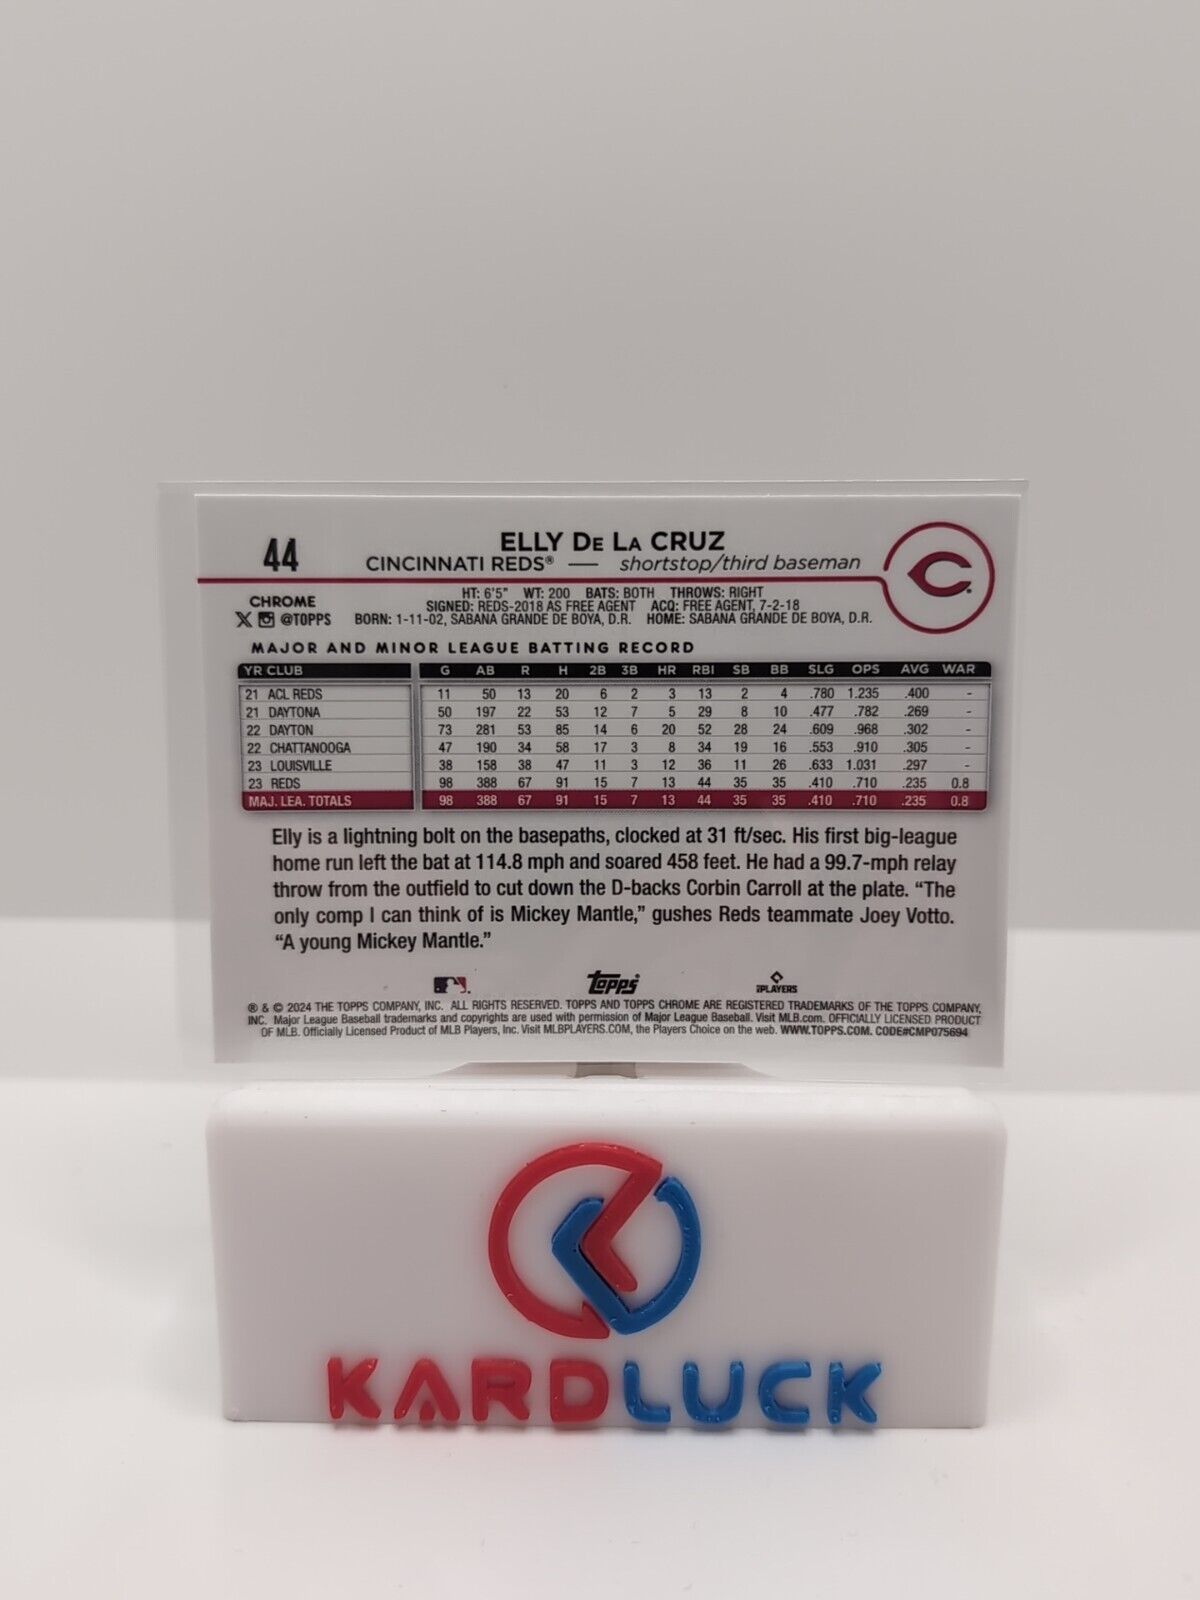 44
ELLY DE LA CRUZ
CINCINNATI REDS® — shortstop/third baseman
CHROME
@TOPPS
HT: 6'5" WT: 200 BATS: BOTH THROWS: RIGHT
SIGNED: REDS-2018 AS FREE AGENT ACQ: FREE AGENT, 7-2-18
BORN: 1-11-02, SABANA GRANDE DE BOYA, D.R. HOME: SABANA GRANDE DE BOYA, D.R.
MAJOR AND MINOR LEAGUE BATTING RECORD
YR CLUB G AB R H 2B 3B HR RBI SB BB SLG OPS AVG WAR
21 ACL REDS 11 50 13 20 6 2 3 13 2 4 .780 1.235 .400 -
21 DAYTONA 50 197 22 53 12 7 5 29 8 10 .477 .782 .269 -
22 DAYTON 73 281 53 85 14 6 20 52 28 24 .609 .968 .302 -
22 CHATTANOOGA 47 190 34 58 17 3 8 34 19 16 .553 .910 .305 -
23 LOUISVILLE 38 158 38 47 11 3 12 36 11 26 .633 1.031 .297 -
23 REDS 98 388 67 91 15 7 13 44 35 35 .410 .710 .235 0.8
MAJ. LEA. TOTALS 98 388 67 91 15 7 13 44 35 35 .410 .710 .235 0.8
Elly is a lightning bolt on the basepaths, clocked at 31 ft/sec. His first big-league
home run left the bat at 114.8 mph and soared 458 feet. He had a 99.7-mph relay
throw from the outfield to cut down the D-backs Corbin Carroll at the plate. “The
only comp I can think of is Mickey Mantle,” gushes Reds teammate Joey Votto.
“A young Mickey Mantle.”
Topps
PLAYERS
® & © 2024 THE TOPPS COMPANY, INC. ALL RIGHTS RESERVED. TOPPS AND TOPPS CHROME ARE REGISTERED TRADEMARKS OF THE TOPPS COMPANY,
INC. Major League Baseball trademarks and copyrights are used with permission of Major League Baseball. Visit MLB.com. OFFICIALLY LICENSED PRODUCT
OF MLB. Officially Licensed Product of MLB Players, Inc. Visit MLBPLAYERS.COM, the Players Choice on the web. WWW.TOPPS.COM. CODE#CMP075694
KARDLUCK